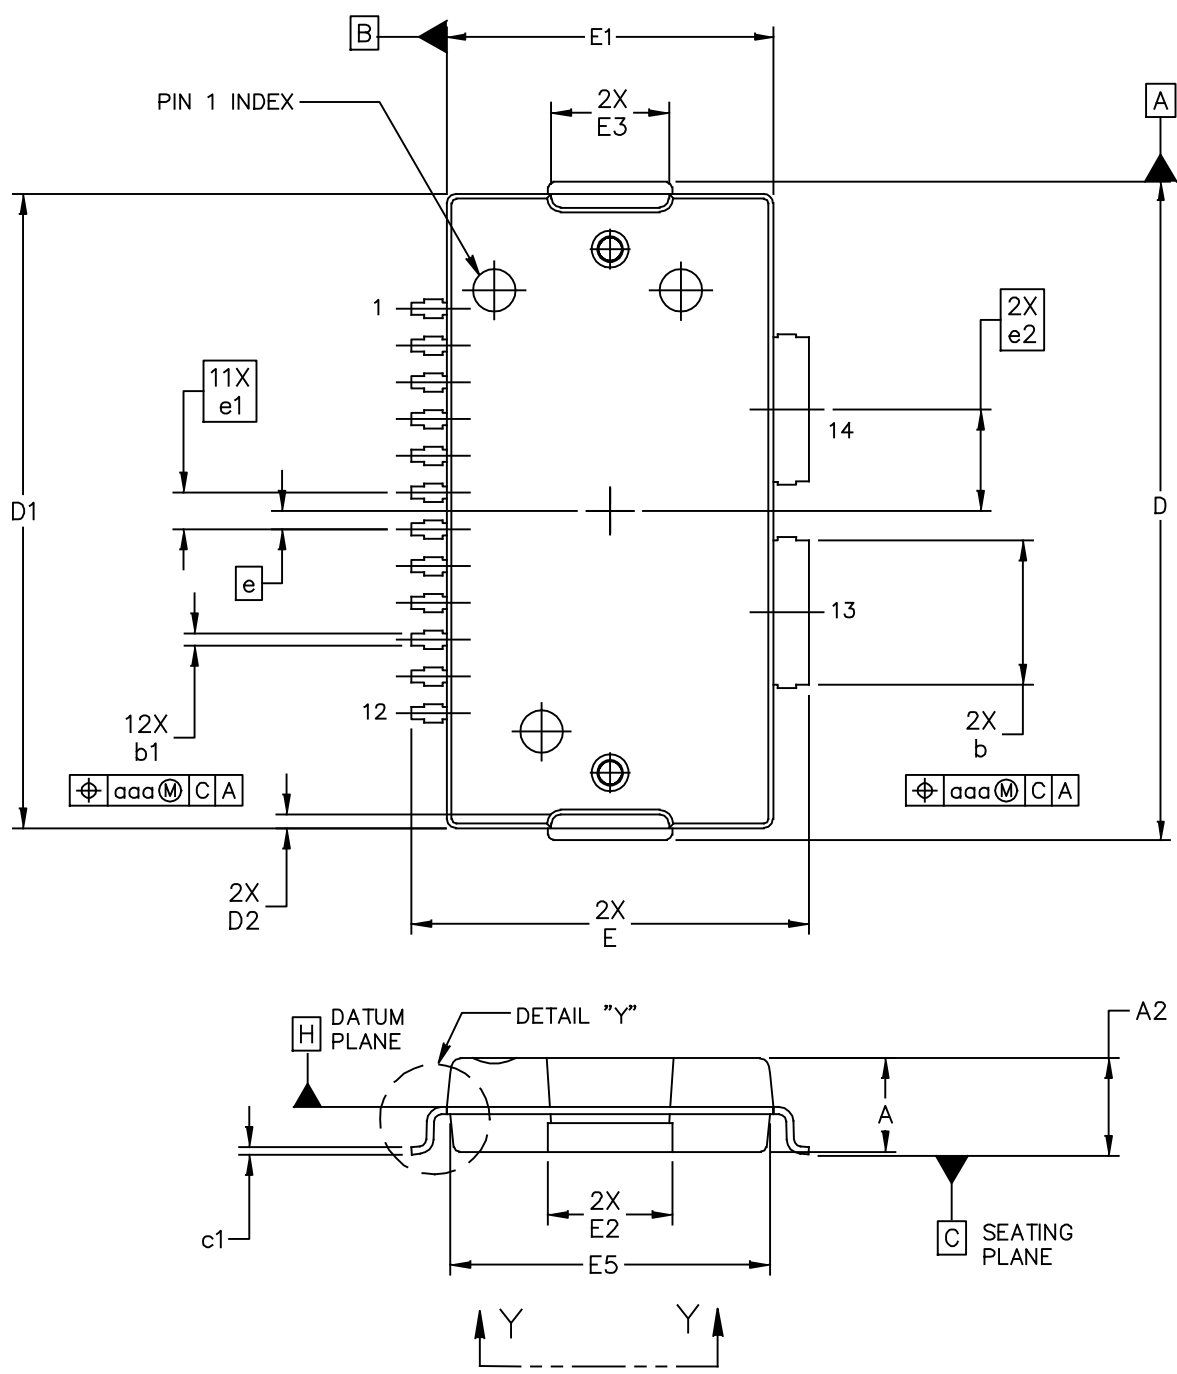 B
E1
PIN 1 INDEX
2X
E3
A
1
2X
e2
11X
e1
14
D1
D
e
13
12
12X
b1
2X
b
aaa Ⓜ C A
aaa Ⓜ C A
2X
D2
2X
E
H
DATUM
PLANE
DETAIL "Y"
A2
A
c1
2X
E2
C
SEATING
PLANE
E5
Y
Y